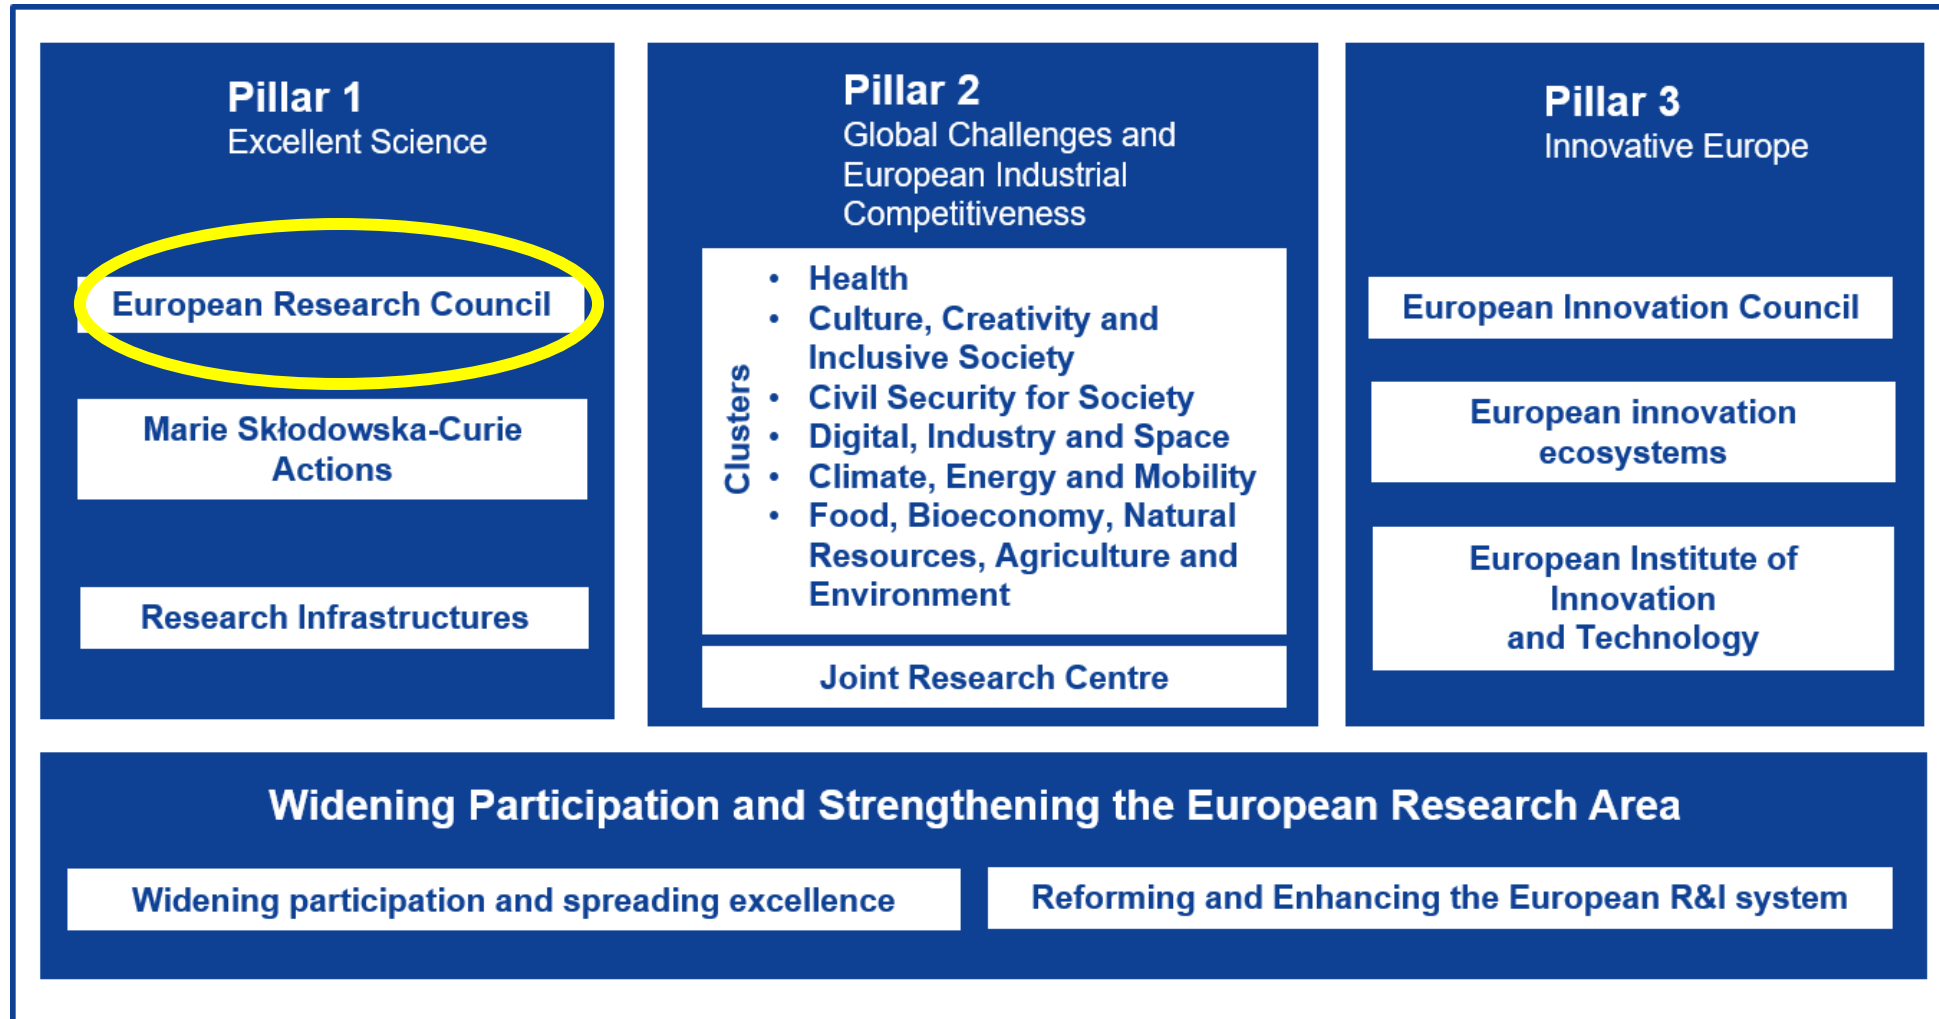 Pillar 1
Excellent Science
European Research Council
Marie Skłodowska-Curie
Actions
Research Infrastructures
Pillar 2
Global Challenges and
European Industrial
Competitiveness
Clusters
• Health
• Culture, Creativity and
Inclusive Society
• Civil Security for Society
• Digital, Industry and Space
• Climate, Energy and Mobility
• Food, Bioeconomy, Natural
Resources, Agriculture and
Environment
Joint Research Centre
Pillar 3
Innovative Europe
European Innovation Council
European innovation
ecosystems
European Institute of
Innovation
and Technology
Widening Participation and Strengthening the European Research Area
Widening participation and spreading excellence
Reforming and Enhancing the European R&I system